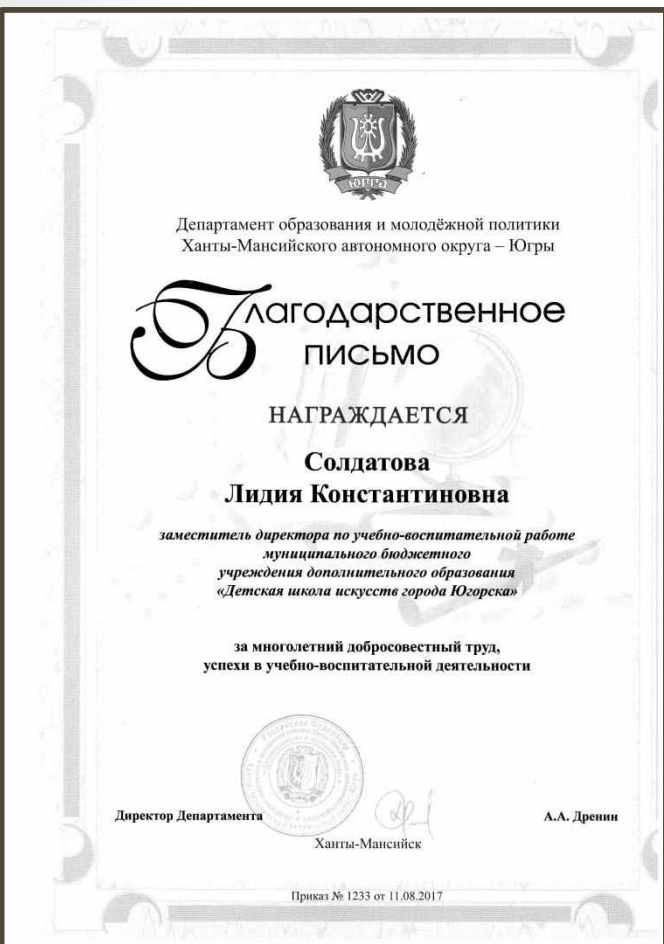 ЮГРА
Департамент образования и молодёжной политики
Ханты-Мансийского автономного округа – Югры
Благодарственное
письмо
НАГРАЖДАЕТСЯ
Солдатова
Лидия Константиновна
заместитель директора по учебно-воспитательной работе
муниципального бюджетного
учреждения дополнительного образования
«Детская школа искусств города Югорска»
за многолетний добросовестный труд,
успехи в учебно-воспитательной деятельности
Российская Федерация
Директор Департамента
А.А. Дренин
Ханты-Мансийск
Приказ № 1233 от 11.08.2017